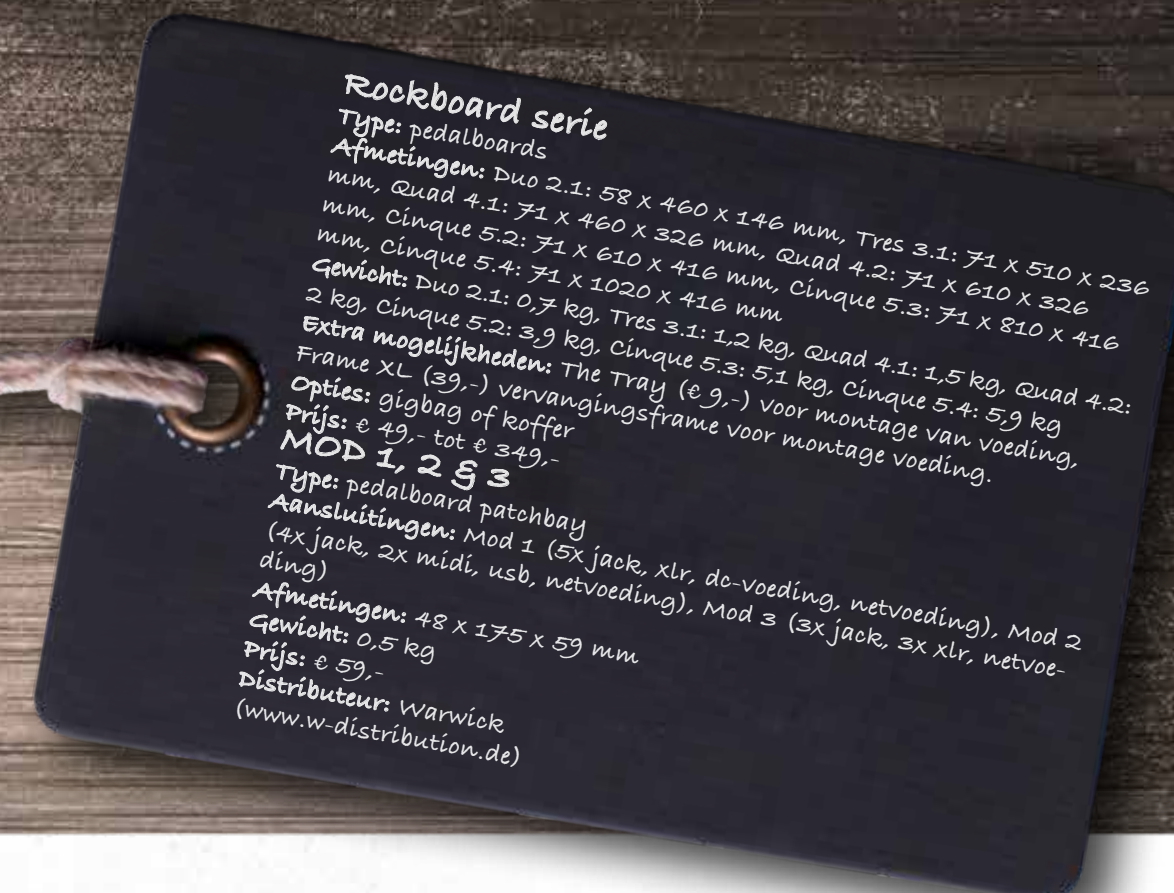 Rockboard serie
Type: pedalboards
Afmetingen: Duo 2.1: 58 x 460 x 146 mm, Tres 3.1: 71 x 510 x 236
mm, Quad 4.1: 71 x 460 x 326 mm, Quad 4.2: 71 x 610 x 326
mm, Cinque 5.2: 71 x 610 x 416 mm, Cinque 5.3: 71 x 810 x 416
mm, Cinque 5.4: 71 x 1020 x 416 mm
Gewicht: Duo 2.1: 0,7 kg, Tres 3.1: 1,2 kg, Quad 4.1: 1,5 kg, Quad 4.2:
2 kg, Cinque 5.2: 3,9 kg, Cinque 5.3: 5,1 kg, Cinque 5.4: 5,9 kg
Extra mogelijkheden: The Tray (€ 9,-) voor montage van voeding,
Frame XL (39,-) vervangingsframe voor montage voeding.
Opties: gigbag of koffer
Prijs: € 49,- tot € 349,-
MOD 1, 2 & 3
Type: pedalboard patchbay
Aansluitingen: Mod 1 (5x jack, xlr, dc-voeding, netvoeding), Mod 2
(4x jack, 2x midi, usb, netvoeding), Mod 3 (3x jack, 3x xlr, netvoe-
ding)
Afmetingen: 48 x 175 x 59 mm
Gewicht: 0,5 kg
Prijs: € 59,-
Distributeur: Warwick
(www.w-distribution.de)